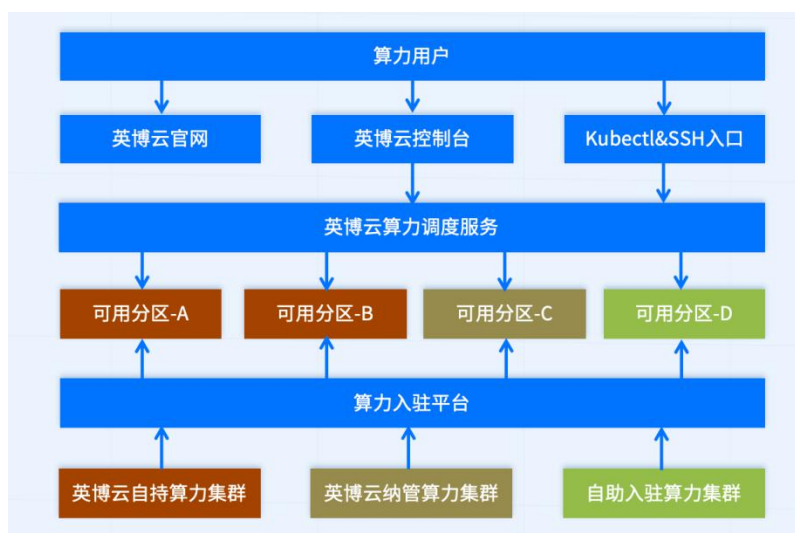 算力用户
英博云官网
英博云控制台
Kubectl&SSH入口
英博云算力调度服务
可用分区-A
可用分区-B
可用分区-C
可用分区-D
算力入驻平台
英博云自持算力集群
英博云纳管算力集群
自助入驻算力集群